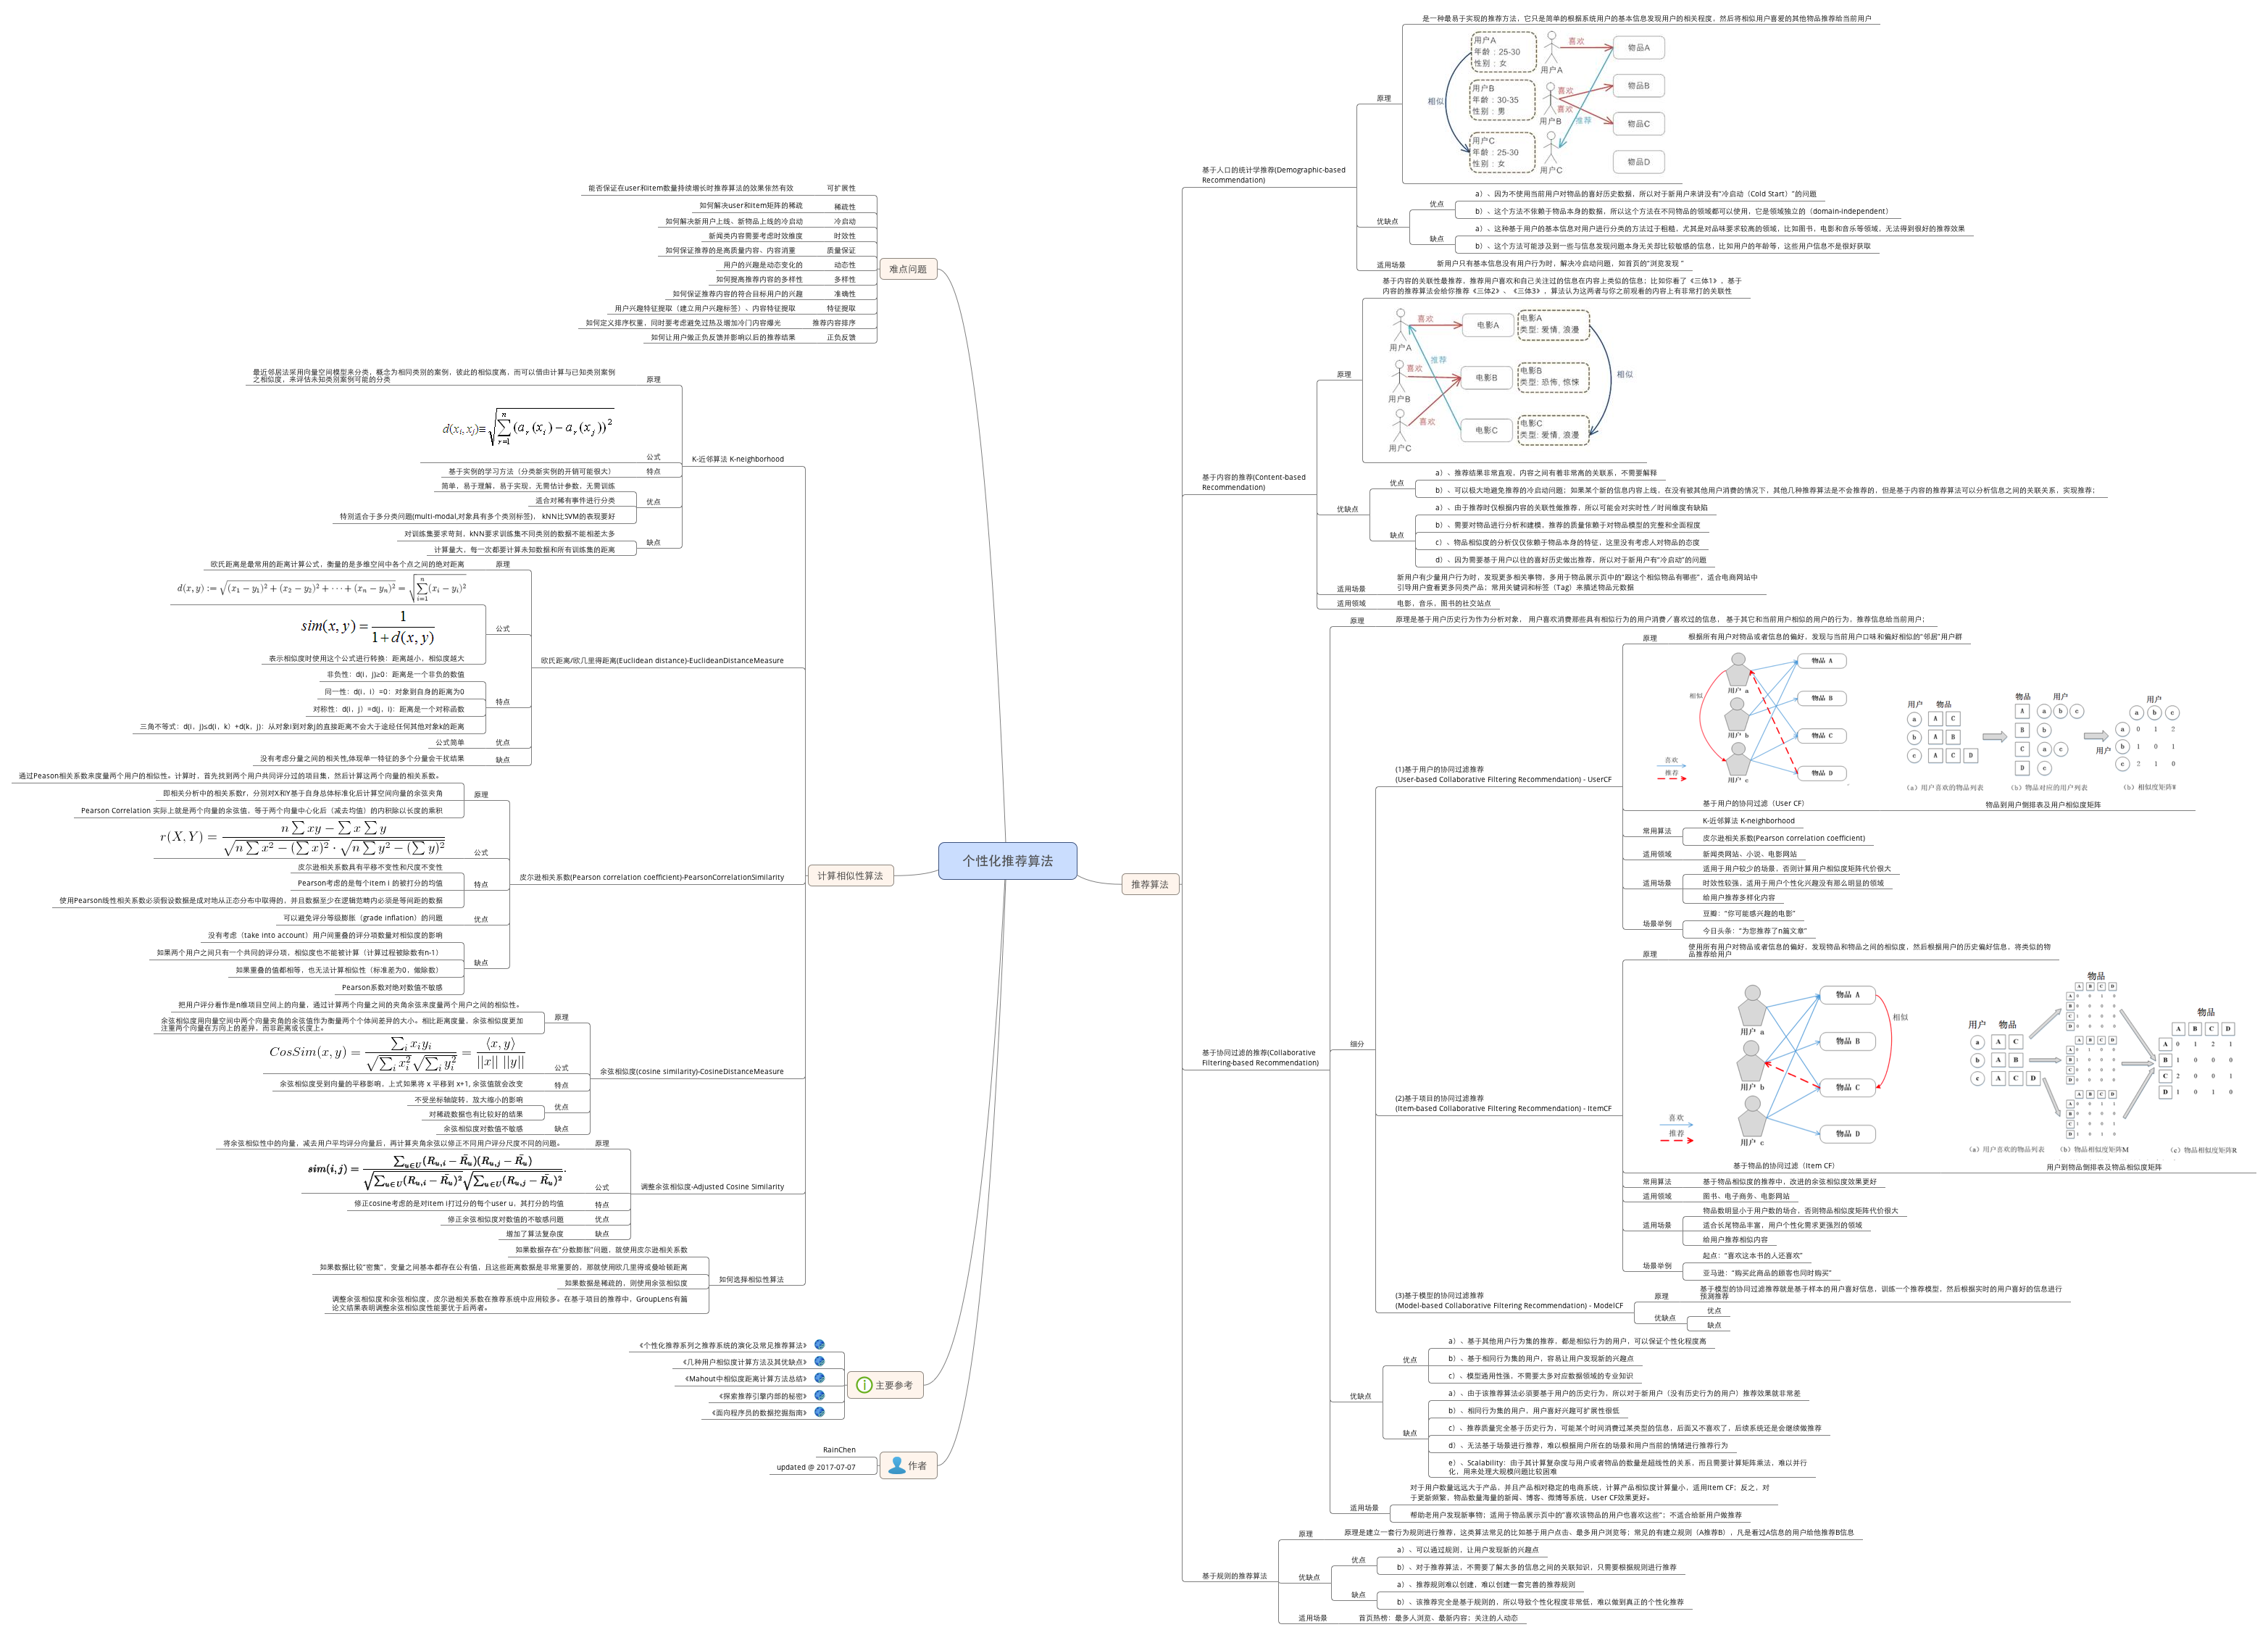 个性化推荐算法
难点问题
能否保证在user和item数量持续增长时推荐算法的效果依然有效
可扩展性
如何解决user和item矩阵的稀疏
稀疏性
如何解决新用户上线、新物品上线的冷启动
冷启动
新闻类内容需要考虑时效维度
时效性
如何保证推荐的是高质量内容、内容消重
质量保证
用户的兴趣是动态变化的
动态性
如何提高推荐内容的多样性
多样性
如何保证推荐内容的符合目标用户的兴趣
准确性
用户兴趣特征提取（建立用户兴趣标签）、内容特征提取
特征提取
如何定义排序权重，同时要考虑避免过热及增加冷门内容曝光
推荐内容排序
如何让用户做正负反馈并影响以后的推荐结果
正负反馈
计算相似性算法
K-近邻算法 K-neighborhood
原理
最近邻居法采用向量空间模型来分类，概念为相同类别的案例，彼此的相似度高，而可以借由计算与已知类别案例
之相似度，来评估未知类别案例可能的分类
d(xi,xj)≡√∑(ar(xi)−ar(xj))²
公式
基于实例的学习方法（分类新实例的开销可能很大）
特点
简单，易于理解，易于实现，无需估计参数，无需训练
适合对稀有事件进行分类
特别适合于多分类问题(multi-modal,对象具有多个类别标签)， kNN比SVM的表现要好
优点
对训练集要求苛刻，kNN要求训练集不同类别的数据不能相差太多
计算量大，每一次都要计算未知数据和所有训练集的距离
缺点
欧氏距离/欧几里得距离(Euclidean distance)-EuclideanDistanceMeasure
欧氏距离是最常用的距离计算公式，衡量的是多维空间中各个点之间的绝对距离
原理
d(x,y) := √(x₁ − y₁)² + (x₂ − y₂)² + ··· + (xₙ − yₙ)² = √∑(xᵢ − yᵢ)²
sim(x,y) = 1/(1+d(x,y))
公式
表示相似度时使用这个公式进行转换：距离越小，相似度越大
非负性：d(i，j)≥0：距离是一个非负的数值
同一性：d(i，i）=0：对象到自身的距离为0
对称性：d(i，j）=d(j，i)：距离是一个对称函数
三角不等式：d(i，j)≤d(i，k）+d(k，j)：从对象i到对象j的直接距离不会大于途径任何其他对象k的距离
特点
公式简单
优点
没有考虑分量之间的相关性,体现单一特征的多个分量会干扰结果
缺点
皮尔逊相关系数(Pearson correlation coefficient)-PearsonCorrelationSimilarity
通过Peason相关系数来度量两个用户的相似性。计算时，首先找到两个用户共同评分过的项目集，然后计算这两个向量的相关系数。
即相关分析中的相关系数r，分别对X和Y基于自身总体标准化后计算空间向量的余弦夹角
Pearson Correlation 实际上就是两个向量的余弦值，等于两个向量中心化后（减去均值）的内积除以长度的乘积
原理
r(X,Y) = (n∑xy − ∑x∑y)/(√n∑x² − (∑x)² · √n∑y² − (∑y)²)
公式
皮尔逊相关系数具有平移不变性和尺度不变性
Pearson考虑的是每个item i 的被打分的均值
使用Pearson线性相关系数必须假设数据是成对地从正态分布中取得的，并且数据至少在逻辑范畴内必须是等间距的数据
特点
可以避免评分等级膨胀（grade inflation）的问题
优点
没有考虑（take into account）用户间重叠的评分项数量对相似度的影响
如果两个用户之间只有一个共同的评分项，相似度也不能被计算（计算过程被除数有n-1）
如果重叠的值都相等，也无法计算相似性（标准差为0，做除数）
Pearson系数对绝对数值不敏感
缺点
余弦相似度(cosine similarity)-CosineDistanceMeasure
把用户评分看作是n维项目空间上的向量，通过计算两个向量之间的夹角余弦来度量两个用户之间的相似性。
余弦相似度用向量空间中两个向量夹角的余弦值作为衡量两个个体间差异的大小。相比距离度量，余弦相似度更加
注重两个向量在方向上的差异，而非距离或长度上。
原理
CosSim(x,y) = ∑ᵢ xᵢyᵢ/(√∑ᵢ xᵢ² √∑ᵢ yᵢ²) = ⟨x,y⟩/(||x|| ||y||)
公式
余弦相似度受到向量的平移影响，上式如果将 x 平移到 x+1, 余弦值就会改变
特点
不受坐标轴旋转，放大缩小的影响
对稀疏数据也有比较好的结果
优点
余弦相似度对数值不敏感
缺点
调整余弦相似度-Adjusted Cosine Similarity
将余弦相似性中的向量，减去用户平均评分向量后，再计算夹角余弦以修正不同用户评分尺度不同的问题。
原理
sim(i,j) = ∑u∈U(Ru,i − R̄u)(Ru,j − R̄u)/(√∑u∈U(Ru,i − R̄u)²√∑u∈U(Ru,j − R̄u)²).
公式
修正cosine考虑的是对item i打过分的每个user u，其打分的均值
特点
修正余弦相似度对数值的不敏感问题
优点
增加了算法复杂度
缺点
如何选择相似性算法
如果数据存在“分数膨胀”问题，就使用皮尔逊相关系数
如果数据比较“密集”，变量之间基本都存在公有值，且这些距离数据是非常重要的，那就使用欧几里得或曼哈顿距离
如果数据是稀疏的，则使用余弦相似度
调整余弦相似度和余弦相似度，皮尔逊相关系数在推荐系统中应用较多。在基于项目的推荐中，GroupLens有篇
论文结果表明调整余弦相似度性能要优于后两者。
主要参考
《个性化推荐系列之推荐系统的演化及常见推荐算法》
《几种用户相似度计算方法及其优缺点》
《Mahout中相似度距离计算方法总结》
《探索推荐引擎内部的秘密》
《面向程序员的数据挖掘指南》
作者
RainChen
updated @ 2017-07-07
推荐算法
基于人口的统计学推荐(Demographic-based
Recommendation)
原理
是一种最易于实现的推荐方法，它只是简单的根据系统用户的基本信息发现用户的相关程度，然后将相似用户喜爱的其他物品推荐给当前用户
用户A
年龄：25-30
性别：女
用户A
喜欢
物品A
用户B
年龄：30-35
性别：男
用户B
喜欢
喜欢
物品B
物品C
相似
推荐
用户C
年龄：25-30
性别：女
用户C
物品D
优缺点
优点
a）、因为不使用当前用户对物品的喜好历史数据，所以对于新用户来讲没有“冷启动（Cold Start）”的问题
b）、这个方法不依赖于物品本身的数据，所以这个方法在不同物品的领域都可以使用，它是领域独立的（domain-independent）
缺点
a）、这种基于用户的基本信息对用户进行分类的方法过于粗糙，尤其是对品味要求较高的领域，比如图书，电影和音乐等领域，无法得到很好的推荐效果
b）、这个方法可能涉及到一些与信息发现问题本身无关却比较敏感的信息，比如用户的年龄等，这些用户信息不是很好获取
适用场景
新用户只有基本信息没有用户行为时，解决冷启动问题，如首页的“浏览发现 ”
基于内容的推荐(Content-based
Recommendation)
原理
基于内容的关联性最推荐，推荐用户喜欢和自己关注过的信息在内容上类似的信息；比如你看了《三体1》，基于
内容的推荐算法会给你推荐《三体2》、《三体3》，算法认为这两者与你之前观看的内容上有非常打的关联性
用户A
喜欢
电影A
电影A
类型: 爱情, 浪漫
推荐
用户B
喜欢
电影B
电影B
类型: 恐怖, 惊悚
相似
用户C
喜欢
电影C
电影C
类型: 爱情, 浪漫
优缺点
优点
a）、推荐结果非常直观，内容之间有着非常高的关联系，不需要解释
b）、可以极大地避免推荐的冷启动问题；如果某个新的信息内容上线，在没有被其他用户消费的情况下，其他几种推荐算法是不会推荐的，但是基于内容的推荐算法可以分析信息之间的关联关系，实现推荐；
缺点
a）、由于推荐时仅根据内容的关联性做推荐，所以可能会对实时性／时间维度有缺陷
b）、需要对物品进行分析和建模，推荐的质量依赖于对物品模型的完整和全面程度
c）、物品相似度的分析仅仅依赖于物品本身的特征，这里没有考虑人对物品的态度
d）、因为需要基于用户以往的喜好历史做出推荐，所以对于新用户有“冷启动”的问题
适用场景
新用户有少量用户行为时，发现更多相关事物，多用于物品展示页中的“跟这个相似物品有哪些”，适合电商网站中
引导用户查看更多同类产品；常用关键词和标签（Tag）来描述物品元数据
适用领域
电影，音乐，图书的社交站点
基于协同过滤的推荐(Collaborative
Filtering-based Recommendation)
原理
原理是基于用户历史行为作为分析对象， 用户喜欢消费那些具有相似行为的用户消费／喜欢过的信息， 基于其它和当前用户相似的用户的行为，推荐信息给当前用户；
细分
(1)基于用户的协同过滤推荐
(User-based Collaborative Filtering Recommendation) - UserCF
原理
根据所有用户对物品或者信息的偏好，发现与当前用户口味和偏好相似的“邻居”用户群
用户 a
用户 b
用户 c
物品 A
物品 B
物品 C
物品 D
相似
喜欢
推荐
用户 物品
a A C
b A B
c A C D
（a）用户喜欢的物品列表
物品 用户
A a b c
B b
C a c
D c
（b）物品对应的用户列表
用户
a b c
用户
a 0 1 2
b 1 0 1
c 2 1 0
（b）相似度矩阵W
基于用户的协同过滤（User CF）
物品到用户倒排表及用户相似度矩阵
常用算法
K-近邻算法 K-neighborhood
皮尔逊相关系数(Pearson correlation coefficient)
适用领域
新闻类网站、小说、电影网站
适用场景
适用于用户较少的场景，否则计算用户相似度矩阵代价很大
时效性较强，适用于用户个性化兴趣没有那么明显的领域
给用户推荐多样化内容
场景举例
豆瓣：“你可能感兴趣的电影”
今日头条：“为您推荐了n篇文章”
(2)基于项目的协同过滤推荐
(Item-based Collaborative Filtering Recommendation) - ItemCF
原理
使用所有用户对物品或者信息的偏好，发现物品和物品之间的相似度，然后根据用户的历史偏好信息，将类似的物
品推荐给用户
用户 a
用户 b
用户 c
物品 A
物品 B
物品 C
物品 D
相似
喜欢
推荐
用户 物品
a A C
b A B
c A C D
（a）用户喜欢的物品列表
物品
A B C D
A 0 0 1 0
B 0 0 0 0
C 1 0 0 0
D 0 0 0 0
A B C D
A 0 1 0 0
B 1 0 0 0
C 0 0 0 0
D 0 0 0 0
A B C D
A 0 0 1 1
B 0 0 0 0
C 1 0 0 1
D 1 0 1 0
（b）物品相似度矩阵M
物品
A B C D
A 0 1 2 1
B 1 0 0 0
C 2 0 0 1
D 1 0 1 0
（c）物品相似度矩阵R
基于物品的协同过滤（Item CF）
用户到物品倒排表及物品相似度矩阵
常用算法
基于物品相似度的推荐中，改进的余弦相似度效果更好
适用领域
图书、电子商务、电影网站
适用场景
物品数明显小于用户数的场合，否则物品相似度矩阵代价很大
适合长尾物品丰富，用户个性化需求更强烈的领域
给用户推荐相似内容
场景举例
起点：“喜欢这本书的人还喜欢”
亚马逊：“购买此商品的顾客也同时购买”
(3)基于模型的协同过滤推荐
(Model-based Collaborative Filtering Recommendation) - ModelCF
原理
基于模型的协同过滤推荐就是基于样本的用户喜好信息，训练一个推荐模型，然后根据实时的用户喜好的信息进行
预测推荐
优缺点
优点
缺点
优缺点
优点
a）、基于其他用户行为集的推荐，都是相似行为的用户，可以保证个性化程度高
b）、基于相同行为集的用户，容易让用户发现新的兴趣点
c）、模型通用性强，不需要太多对应数据领域的专业知识
缺点
a）、由于该推荐算法必须要基于用户的历史行为，所以对于新用户（没有历史行为的用户）推荐效果就非常差
b）、相同行为集的用户，用户喜好兴趣可扩展性很低
c）、推荐质量完全基于历史行为，可能某个时间消费过某类型的信息，后面又不喜欢了，后续系统还是会继续做推荐
d）、无法基于场景进行推荐，难以根据用户所在的场景和用户当前的情绪进行推荐行为
e）、Scalability：由于其计算复杂度与用户或者物品的数量是超线性的关系，而且需要计算矩阵乘法，难以并行
化，用来处理大规模问题比较困难
适用场景
对于用户数量远远大于产品，并且产品相对稳定的电商系统，计算产品相似度计算量小，适用Item CF；反之，对
于更新频繁，物品数量海量的新闻、博客、微博等系统，User CF效果更好。
帮助老用户发现新事物；适用于物品展示页中的“喜欢该物品的用户也喜欢这些”；不适合给新用户做推荐
基于规则的推荐算法
原理
原理是建立一套行为规则进行推荐，这类算法常见的比如基于用户点击、最多用户浏览等；常见的有建立规则（A推荐B），凡是看过A信息的用户给他推荐B信息
优缺点
优点
a）、可以通过规则，让用户发现新的兴趣点
b）、对于推荐算法，不需要了解太多的信息之间的关联知识，只需要根据规则进行推荐
缺点
a）、推荐规则难以创建，难以创建一套完善的推荐规则
b）、该推荐完全是基于规则的，所以导致个性化程度非常低，难以做到真正的个性化推荐
适用场景
首页热榜：最多人浏览、最新内容；关注的人动态